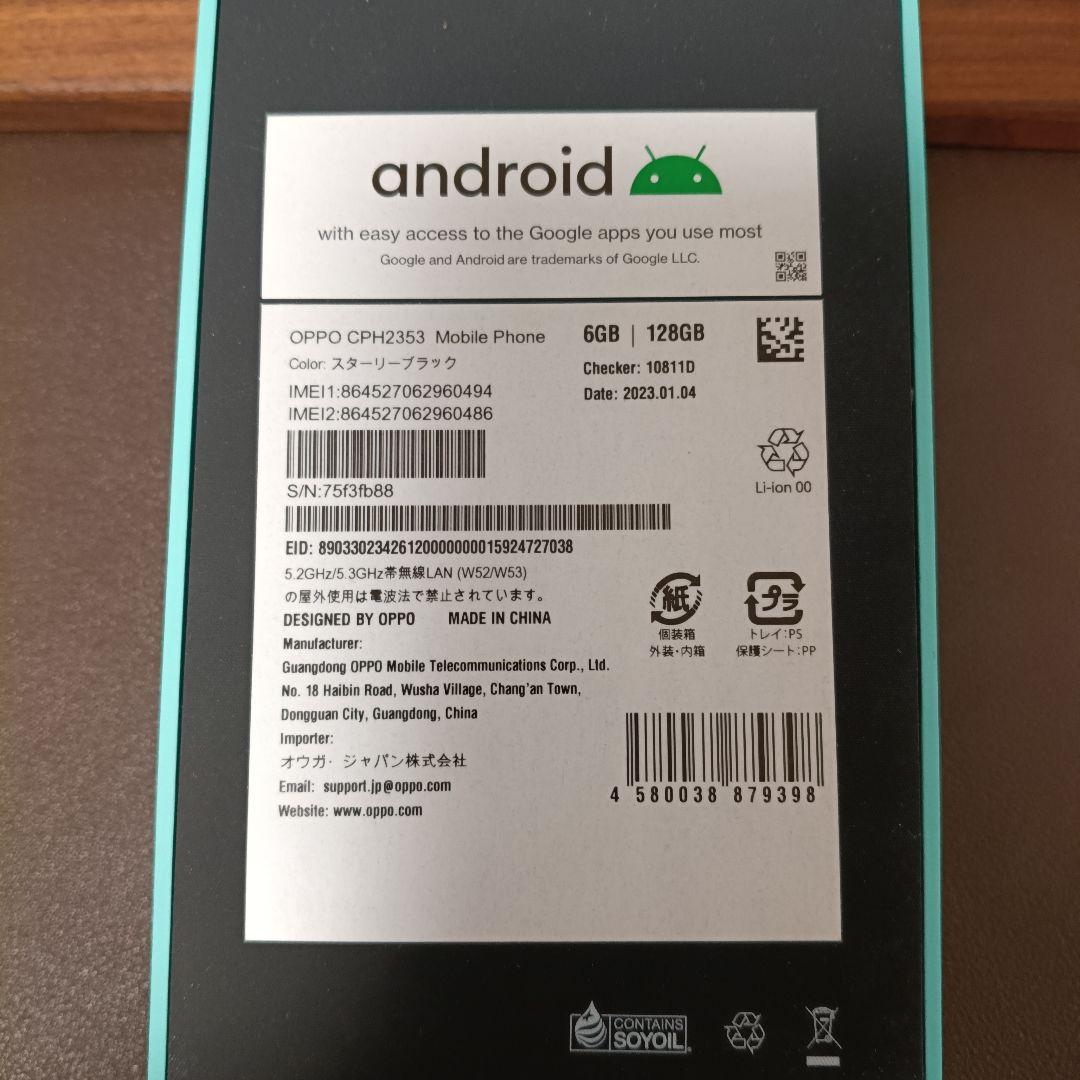 android
with easy access to the Google apps you use most
Google and Android are trademarks of Google LLC.
OPPO CPH2353 Mobile Phone
6GB | 128GB
Color: スターリーブラック
Checker: 10811D
IMEI1:864527062960494
Date: 2023.01.04
IMEI2:864527062960486
S/N:75f3fb88
Li-ion 00
EID: 89033023426120000000015924727038
5.2GHz/5.3GHz帯無線LAN (W52/W53)
の屋外使用は電波法で禁止されています。
紙
個装箱
外装・内箱
プラ
トレイ:PS
保護シート:PP
DESIGNED BY OPPO MADE IN CHINA
Manufacturer:
Guangdong OPPO Mobile Telecommunications Corp., Ltd.
No. 18 Haibin Road, Wusha Village, Chang'an Town,
Dongguan City, Guangdong, China
Importer:
オウガ・ジャパン株式会社
Email: support.jp@oppo.com
Website: www.oppo.com
4 580038 879398
CONTAINS
SOYOIL